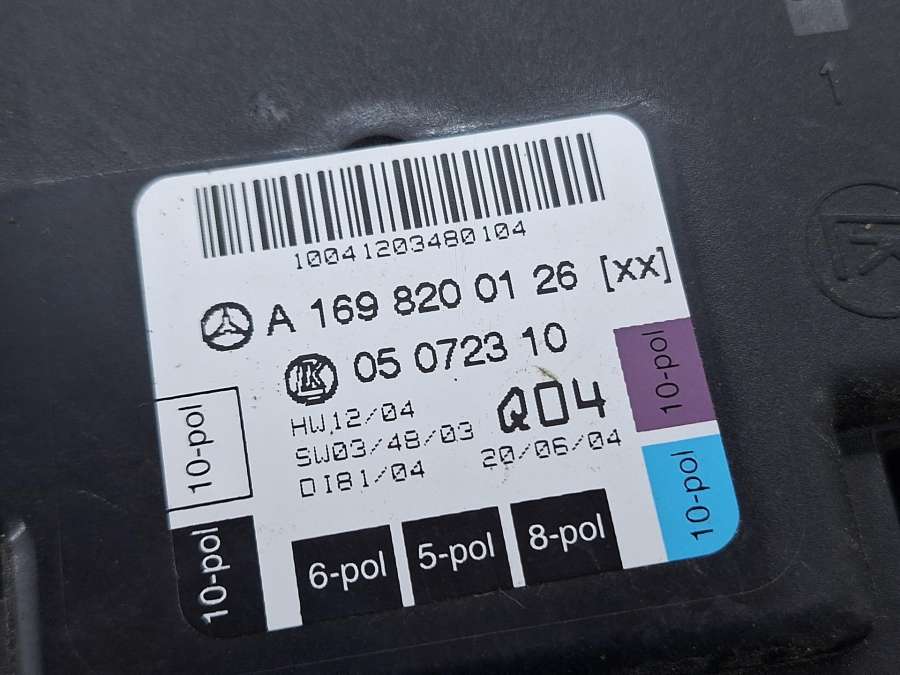 10041203480104
A 169 820 01 26 [xx]
LK 05 0723 10
HW12/04
SW03/48/03
DI81/04
Q04
20/06/04
10-pol
10-pol
10-pol
10-pol
6-pol
5-pol
8-pol